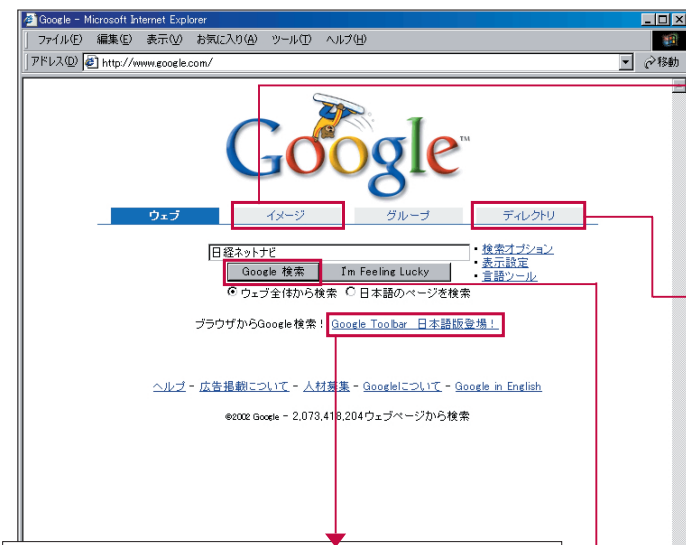 Google - Microsoft Internet Explorer
ファイル(F) 編集(E) 表示(V) お気に入り(A) ツール(T) ヘルプ(H)
アドレス(D) http://www.google.com/ 移動
Google™
ウェブ イメージ グループ ディレクトリ
日経ネットナビ ・検索オプション
Google 検索 I'm Feeling Lucky ・表示設定
・言語ツール
ウェブ全体から検索 日本語のページを検索
ブラウザからGoogle検索! Google Toolbar 日本語版登場!
ヘルプ - 広告掲載について - 人材募集 - Googleについて - Google in English
©2002 Google - 2,073,418,204ウェブページから検索